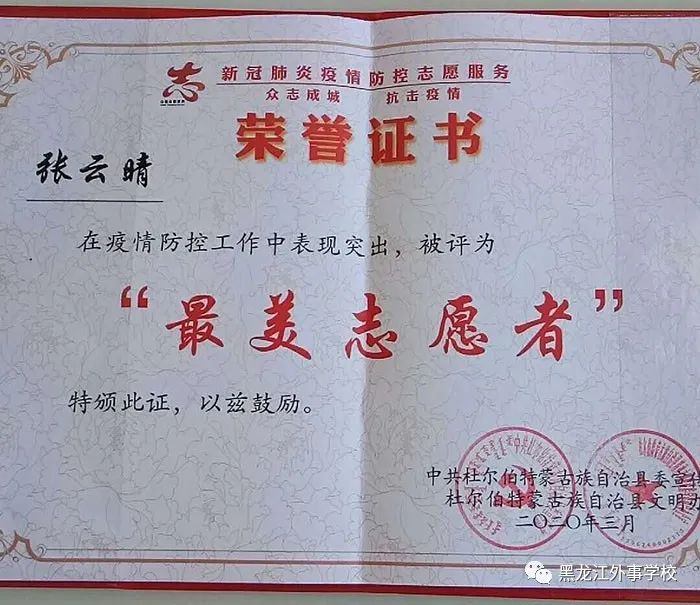 新冠肺炎疫情防控志愿服务
众志成城 抗击疫情
荣誉证书
张云晴
在疫情防控工作中表现突出，被评为
“最美志愿者”
特颁此证，以兹鼓励。
中共杜尔伯特蒙古族自治县委宣传
杜尔伯特蒙古族自治县文明办
二〇二〇年三月
黑龙江外事学校